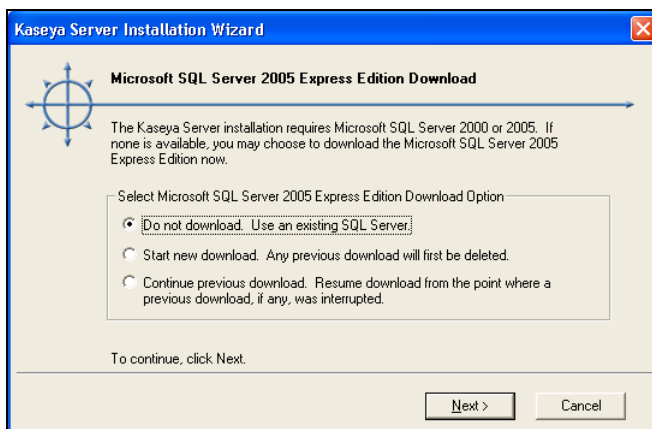 Kaseya Server Installation Wizard
Microsoft SQL Server 2005 Express Edition Download
The Kaseya Server installation requires Microsoft SQL Server 2000 or 2005. If
none is available, you may choose to download the Microsoft SQL Server 2005
Express Edition now.
Select Microsoft SQL Server 2005 Express Edition Download Option
Do not download. Use an existing SQL Server.
Start new download. Any previous download will first be deleted.
Continue previous download. Resume download from the point where a
previous download, if any, was interrupted.
To continue, click Next.
Next >
Cancel